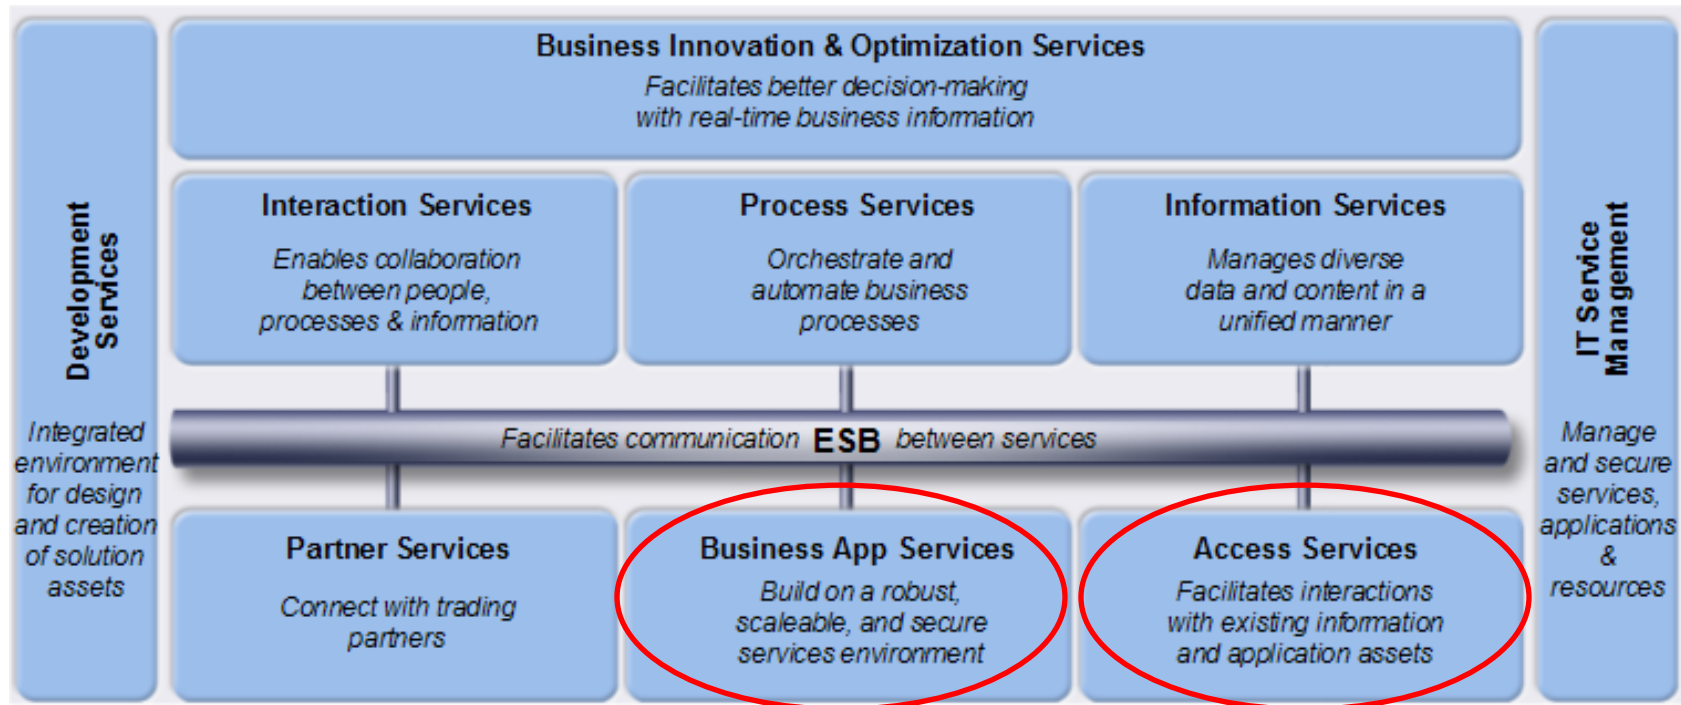 Business Innovation & Optimization Services
Facilitates better decision-making
with real-time business information
Development
Services
Integrated
environment
for design
and creation
of solution
assets
Interaction Services
Enables collaboration
between people,
processes & information
Process Services
Orchestrate and
automate business
processes
Information Services
Manages diverse
data and content in a
unified manner
Facilitates communication ESB between services
Partner Services
Connect with trading
partners
Business App Services
Build on a robust,
scaleable, and secure
services environment
Access Services
Facilitates interactions
with existing information
and application assets
IT Service
Management
Manage
and secure
services,
applications
&
resources